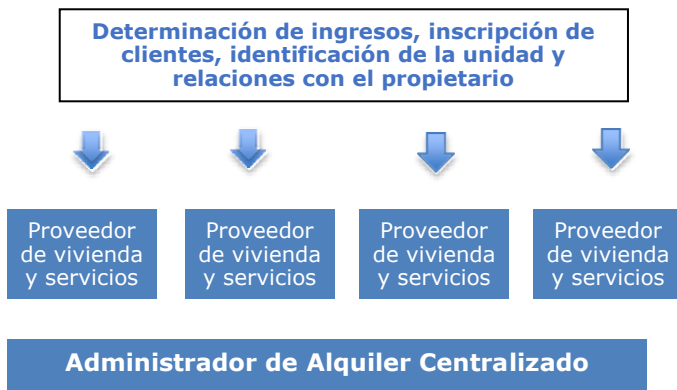 Determinación de ingresos, inscripción de
clientes, identificación de la unidad y
relaciones con el propietario
Proveedor
de vivienda
y servicios
Proveedor
de vivienda
y servicios
Proveedor
de vivienda
y servicios
Proveedor
de vivienda
y servicios
Administrador de Alquiler Centralizado